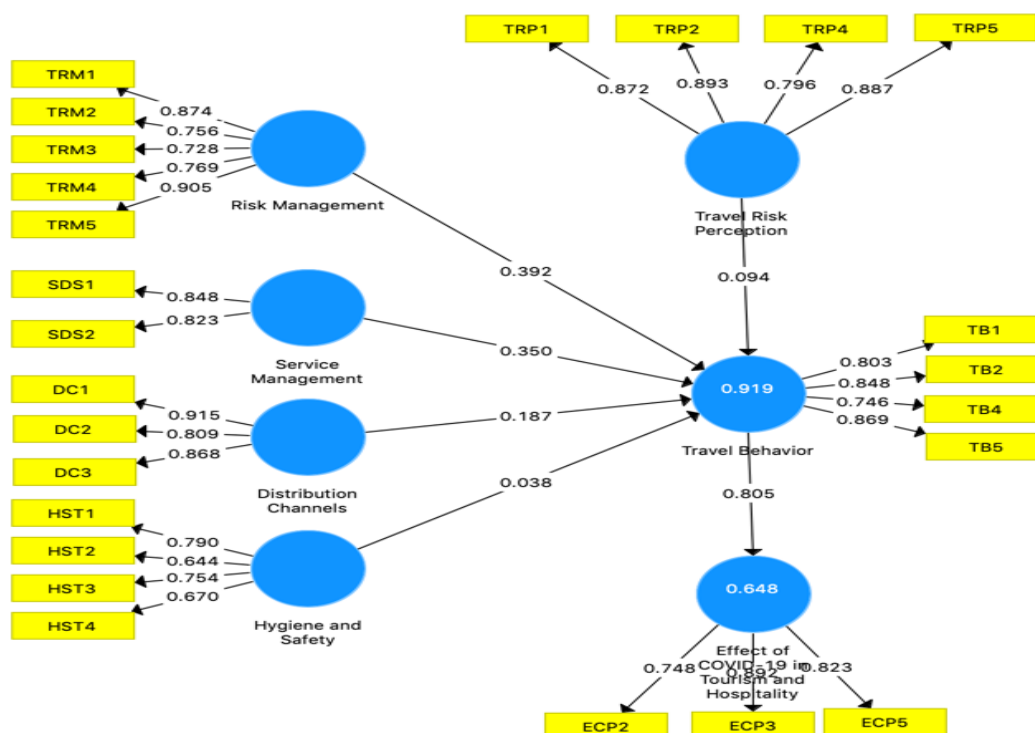 TRP1
TRP2
TRP4
TRP5
0.872
0.893
0.796
0.887
TRM1
TRM2
TRM3
TRM4
TRM5
0.874
0.756
0.728
0.769
0.905
Risk Management
Travel Risk
Perception
0.392
0.094
SDS1
SDS2
0.848
0.823
Service
Management
0.350
DC1
DC2
DC3
0.915
0.809
0.868
Distribution
Channels
0.187
HST1
HST2
HST3
HST4
0.790
0.644
0.754
0.670
Hygiene and
Safety
0.038
0.919
Travel Behavior
TB1
TB2
TB4
TB5
0.803
0.848
0.746
0.869
0.805
0.648
Effect of
COVID-19 in
Tourism and
Hospitality
0.748
0.892
0.823
ECP2
ECP3
ECP5